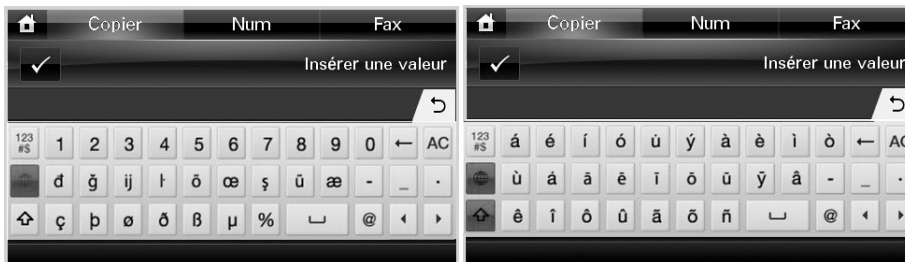 Copier Num Fax
Insérer une valeur
123 1 2 3 4 5 6 7 8 9 0 ← AC
#$
đ ğ ij ŀ õ œ ş ũ æ - _ ·
ç þ ø ð ß µ % @
Copier Num Fax
Insérer une valeur
123 á é í ó ú ý à è ì ò ← AC
#$
ù á ā ē ī ō ū ȳ â - _ ·
ê î ô û ã õ ñ @